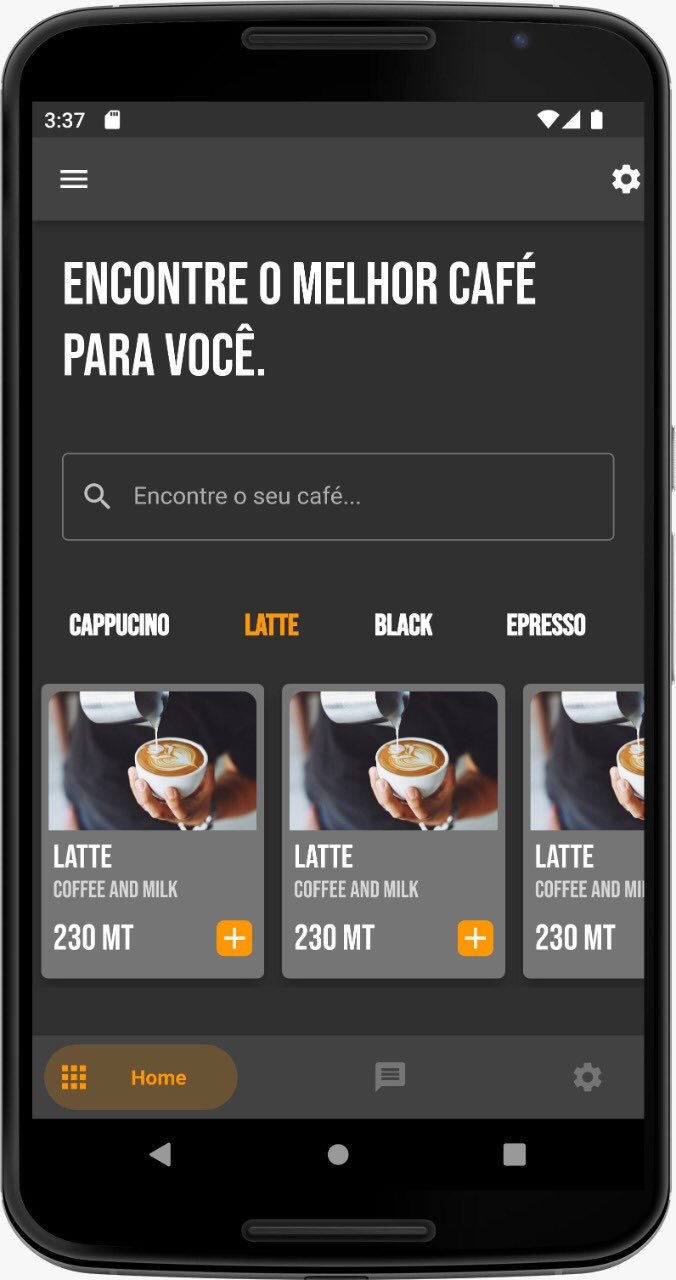 3:37
ENCONTRE O MELHOR CAFÉ
PARA VOCÊ.
Encontre o seu café...
CAPPUCINO LATTE BLACK EPRESSO
LATTE LATTE LATTE
COFFEE AND MILK COFFEE AND MILK COFFEE AND MI
230 MT 230 MT 230 MT
Home